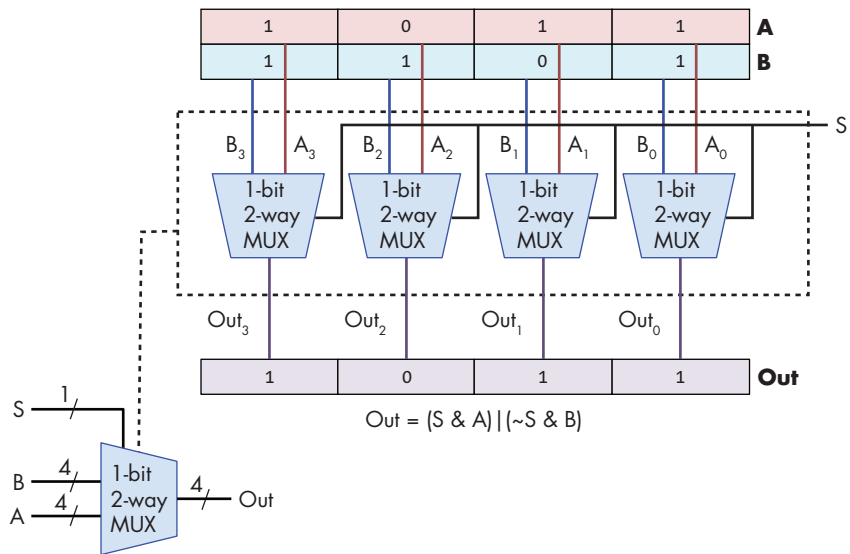 1 0 1 1 A
1 1 0 1 B
S
B₃ A₃ B₂ A₂ B₁ A₁ B₀ A₀
1-bit 1-bit 1-bit 1-bit
2-way 2-way 2-way 2-way
MUX MUX MUX MUX
Out₃ Out₂ Out₁ Out₀
1 0 1 1 Out
Out = (S & A)|(~S & B)
S 1
B 4 1-bit
2-way 4 Out
A 4 MUX